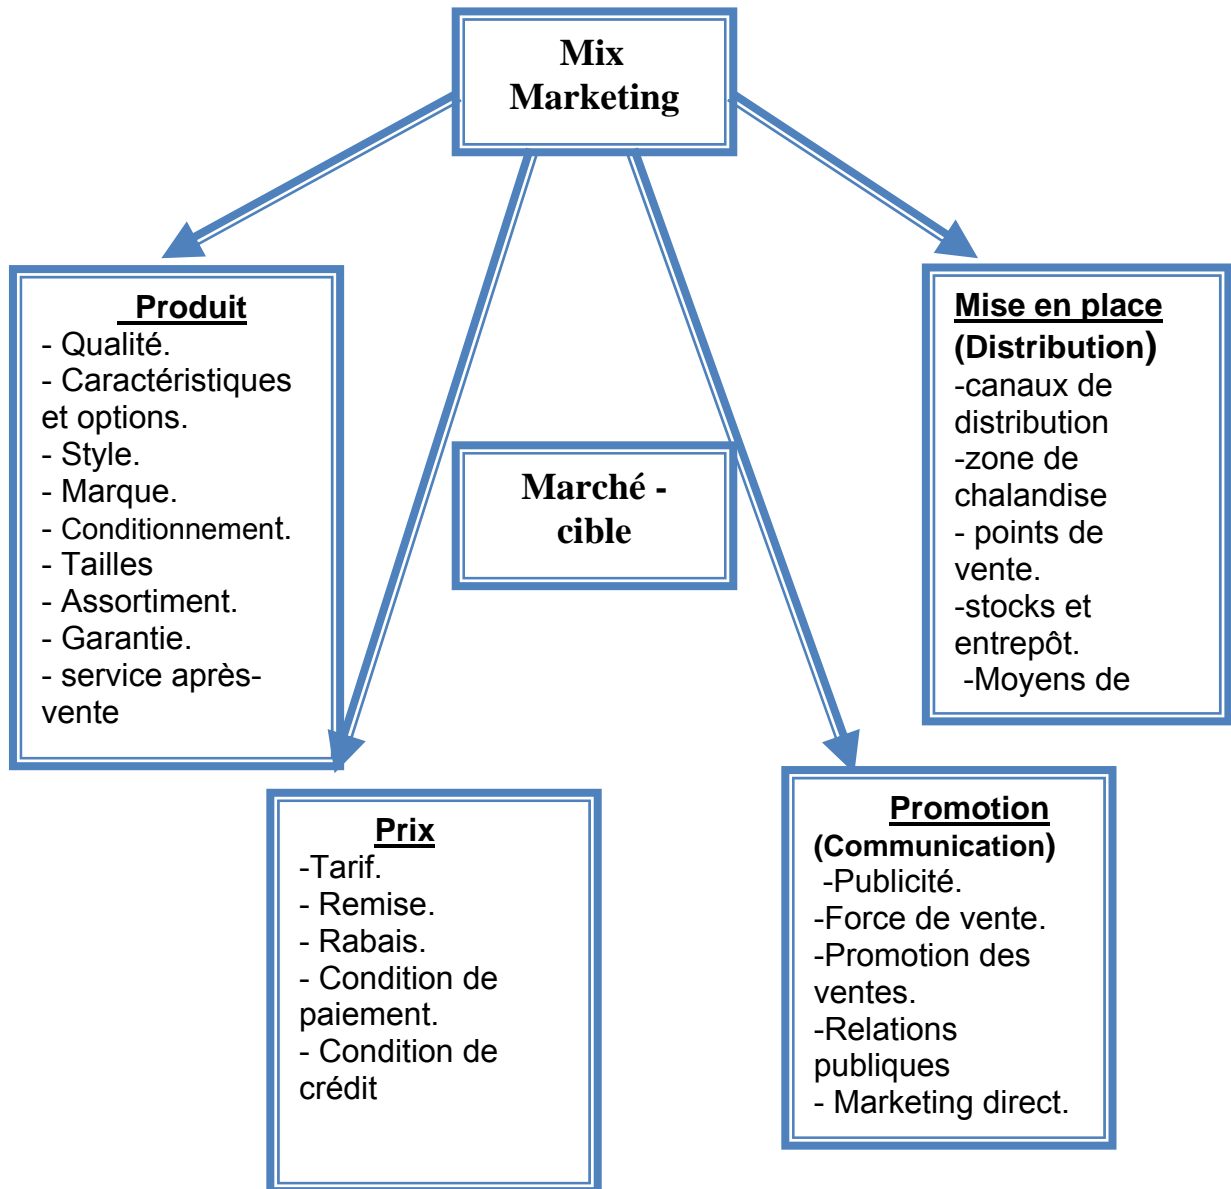 Mix
Marketing
Produit
- Qualité.
- Caractéristiques
et options.
- Style.
- Marque.
- Conditionnement.
- Tailles
- Assortiment.
- Garantie.
- service après-
vente
Mise en place
(Distribution)
-canaux de
distribution
-zone de
chalandise
- points de
vente.
-stocks et
entrepôt.
-Moyens de
Marché -
cible
Prix
-Tarif.
- Remise.
- Rabais.
- Condition de
paiement.
- Condition de
crédit
Promotion
(Communication)
-Publicité.
-Force de vente.
-Promotion des
ventes.
-Relations
publiques
- Marketing direct.